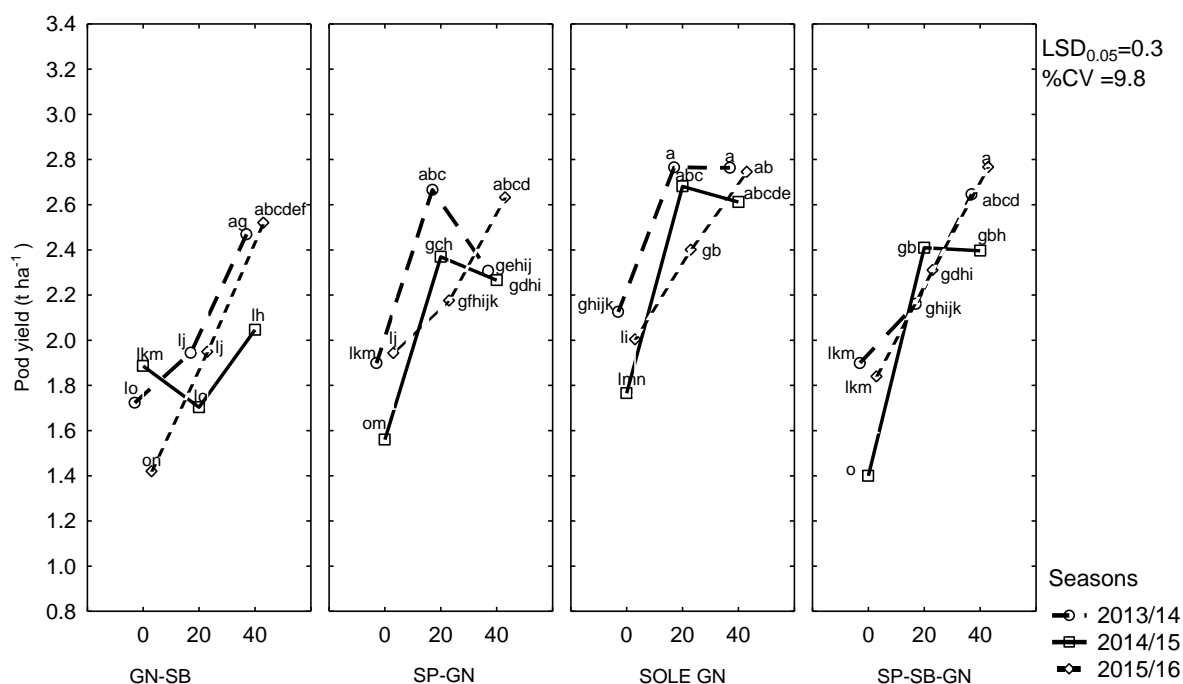 LSD0.05=0.3
%CV =9.8
Pod yield (t ha-1)
3.4
3.2
3.0
2.8
2.6
2.4
2.2
2.0
1.8
1.6
1.4
1.2
1.0
0.8
lo
lj
ag
lkm
lo
lh
on
lj
abcdef
0 20 40
GN-SB
lkm
abc
gehij
om
gch
gdhi
lj
gfhijk
abcd
0 20 40
SP-GN
ghijk
a
a
lmn
abc
abcde
li
gb
ab
0 20 40
SOLE GN
lkm
ghijk
abcd
o
gb
gbh
lkm
gdhi
a
0 20 40
SP-SB-GN
Seasons
2013/14
2014/15
2015/16